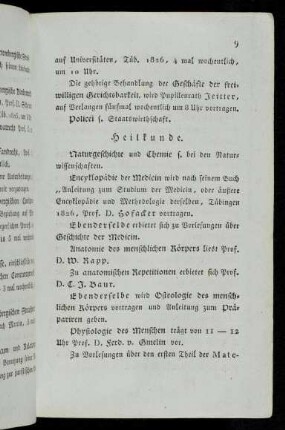 9
auf Universitäten, Tüb. 1826, 4 mal wochentlich,
um 10 Uhr.
Die gehörige Behandlung der Geschäfte der frei-
willigen Gerichtsbarkeit, wird Pupillenrath Zeitter,
auf Verlangen fünfmal wochentlich um 8 Uhr vortragen.
Polizei s. Staatswirthschaft.
Heilkunde.
Naturgeschichte und Chemie s. bei den Natur-
wissenschaften.
Encyklopädie der Medicin wird nach seinem Buch
„Anleitung zum Studium der Medicin, oder äußere
Encyklopädie und Methodologie derselben, Tübingen
1826, Prof. D. Hofacker vortragen.
Ebenderselbe erbietet sich zu Vorlesungen über
Geschichte der Medicin.
Anatomie des menschlichen Körpers liest Prof.
D. W. Rapp.
Zu anatomischen Repetitionen erbietet sich Prof.
D. C. J. Baur.
Ebenderselbe wird Osteologie des mensch-
lichen Körpers vortragen und Anleitung zum Prä-
pariren geben.
Physiologie des Menschen trägt von 11 — 12
Uhr Prof. D. Ferd. v. Gmelin vor.
Zu Vorlesungen über den ersten Theil der Mate-